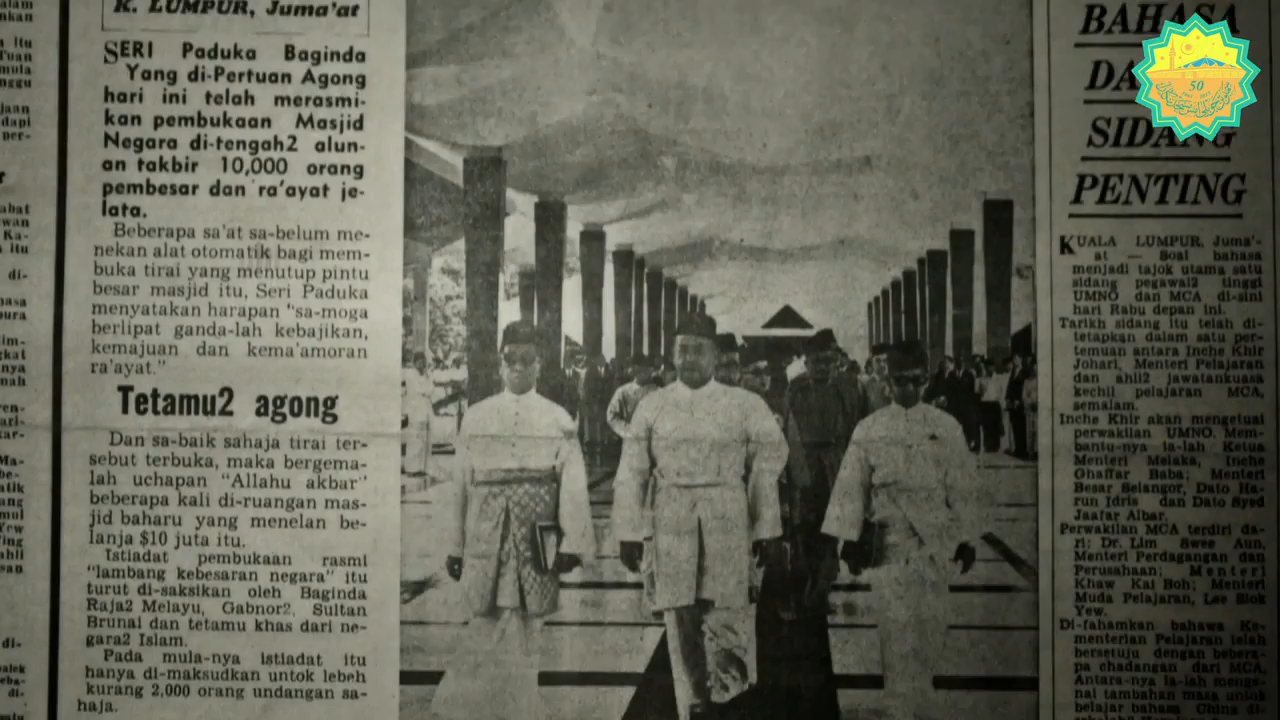 K. LUMPUR, Juma'at
SERI Paduka Baginda
Yang di-Pertuan Agong
hari ini telah merasmi-
kan pembukaan Masjid
Negara di-tengah2 alun-
an takbir 10,000 orang
pembesar dan ra'ayat je-
lata.
Beberapa sa'at sa-belum me-
nekan alat otomatik bagi mem-
buka tirai yang menutup pintu
besar masjid itu, Seri Paduka
menyatakan harapan "sa-moga
berlipat ganda-lah kebajikan,
kemajuan dan kema'amoran
ra'ayat."
Tetamu2 agong
Dan sa-baik sahaja tirai ter-
sebut terbuka, maka bergema-
lah uchapan "Allahu akbar"
beberapa kali di-ruangan mas-
jid baharu yang menelan be-
lanja $10 juta itu.
Istiadat pembukaan rasmi
"lambang kebesaran negara" itu
turut di-saksikan oleh Baginda
Raja2 Melayu, Gabnor2, Sultan
Brunai dan tetamu khas dari ne-
gara2 Islam.
Pada mula-nya istiadat itu
hanya di-maksudkan untok lebeh
kurang 2,000 orang undangan sa-
haja.
BAHASA
SIDANG
PENTING
KUALA LUMPUR, Juma'-
at — Soal bahasa
menjadi tajok utama satu
sidang pegawai2 tinggi
UMNO dan MCA di-sini
hari Rabu depan ini.
Tarikh sidang itu telah di-
tetapkan dalam satu per-
temuan antara Inche Khir
Johari, Menteri Pelajaran
dan ahli2 jawatankuasa
kechil pelajaran MCA,
semalam.
Inche Khir akan mengetuai
perwakilan UMNO. Mem-
bantu-nya ia-lah Ketua
Menteri Melaka, Inche
Ghaffar Baba; Menteri
Besar Selangor, Dato Ha-
run Idris dan Dato Syed
Jaafar Albar.
Perwakilan MCA terdiri da-
ri: Dr. Lim Swee Aun,
Menteri Perdagangan dan
Perusahaan; Menteri
Khaw Kai Boh; Menteri
Muda Pelajaran, Lee Siok
Yew.
Di-fahamkan bahawa Ke-
menterian Pelajaran telah
bersetuju dengan bebera-
pa chadangan dari MCA.
Antara-nya ia-lah menge-
nai tambahan masa untok
belajar bahasa China di-
50